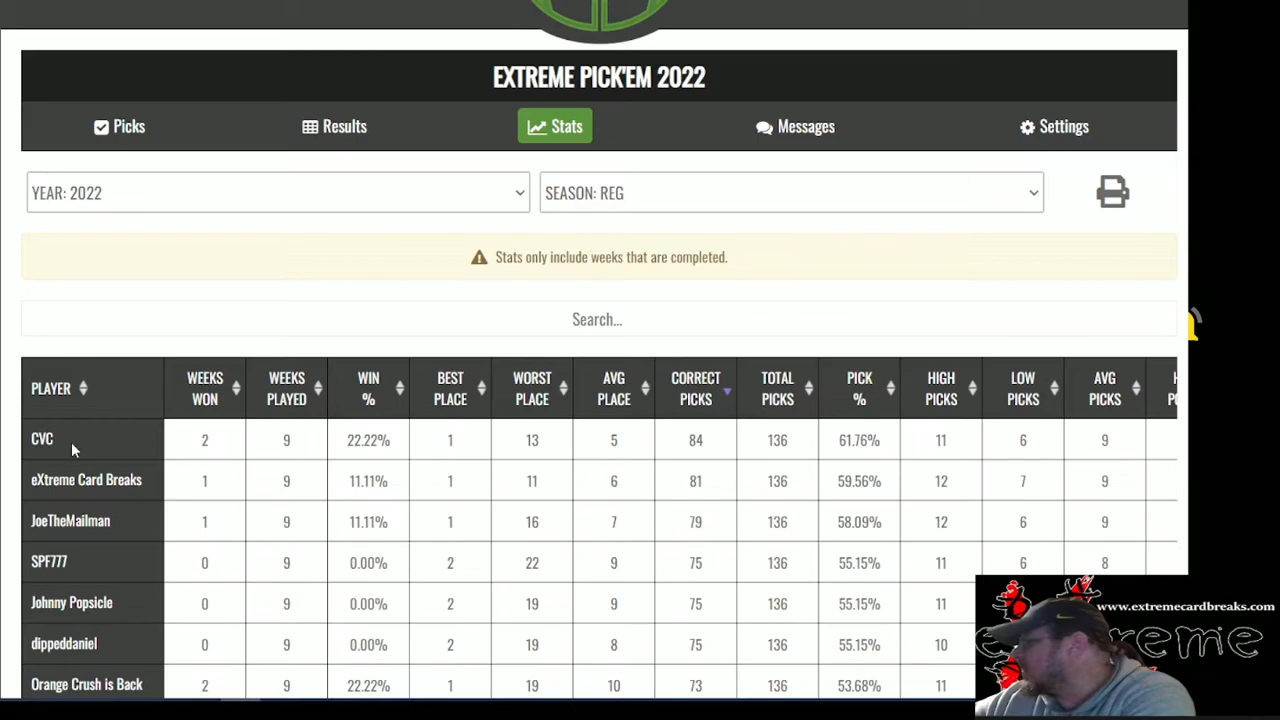 EXTREME PICK'EM 2022
Picks Results Stats Messages Settings
YEAR: 2022 SEASON: REG
Stats only include weeks that are completed.
Search...
PLAYER WEEKS WON WEEKS PLAYED WIN % BEST PLACE WORST PLACE AVG PLACE CORRECT PICKS TOTAL PICKS PICK % HIGH PICKS LOW PICKS AVG PICKS
CVC 2 9 22.22% 1 13 5 84 136 61.76% 11 6 9
eXtreme Card Breaks 1 9 11.11% 1 11 6 81 136 59.56% 12 7 9
JoeTheMailman 1 9 11.11% 1 16 7 79 136 58.09% 12 6 9
SPF777 0 9 0.00% 2 22 9 75 136 55.15% 11 6 8
Johnny Popsicle 0 9 0.00% 2 19 9 75 136 55.15% 11
dippeddaniel 0 9 0.00% 2 19 8 75 136 55.15% 10
Orange Crush is Back 2 9 22.22% 1 19 10 73 136 53.68% 11
www.extremecardbreaks.com